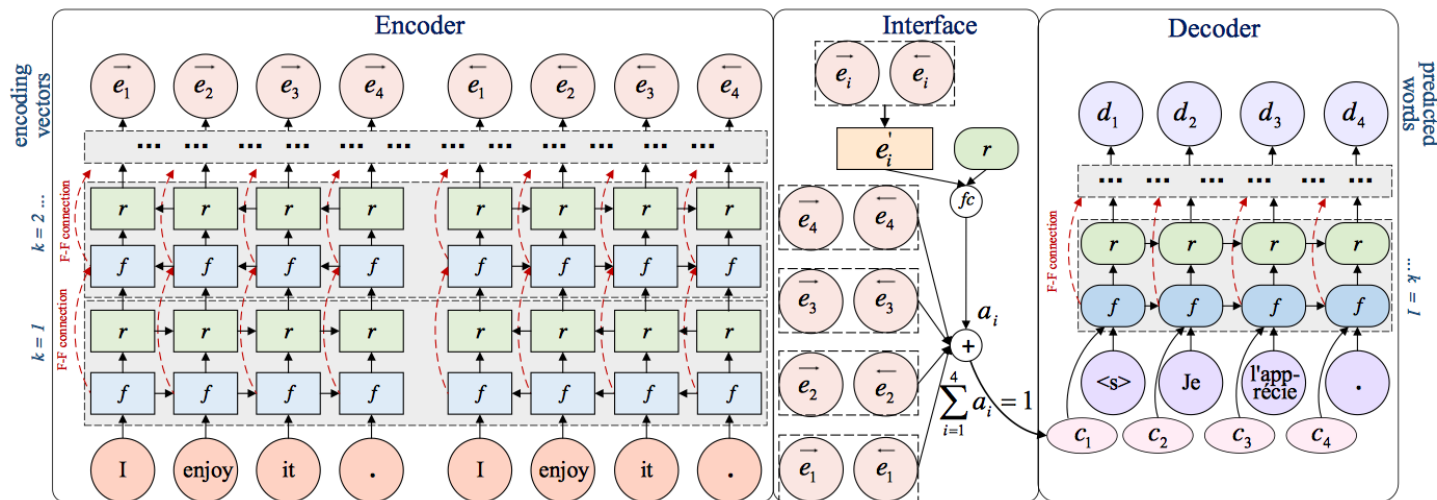 Encoder
Interface
Decoder
encoding vectors
e1 e2 e3 e4 e1 e2 e3 e4
... ... ... ... ... ... ... ... ... ... ...
k = 2 ...
F-F connection
r r r r r r r r
f f f f f f f f
k = 1
F-F connection
r r r r r r r r
f f f f f f f f
I enjoy it . I enjoy it .
ei ei
e'i r
fc
e4 e4
e3 e3
ai
+
e2 e2
∑ i=1 4 ai = 1
e1 e1
predicted words
d1 d2 d3 d4
... ... ... ... ... ...
F-F connection
r r r r
... k = 1
f f f f
<s> Je l'app-récie .
c1 c2 c3 c4